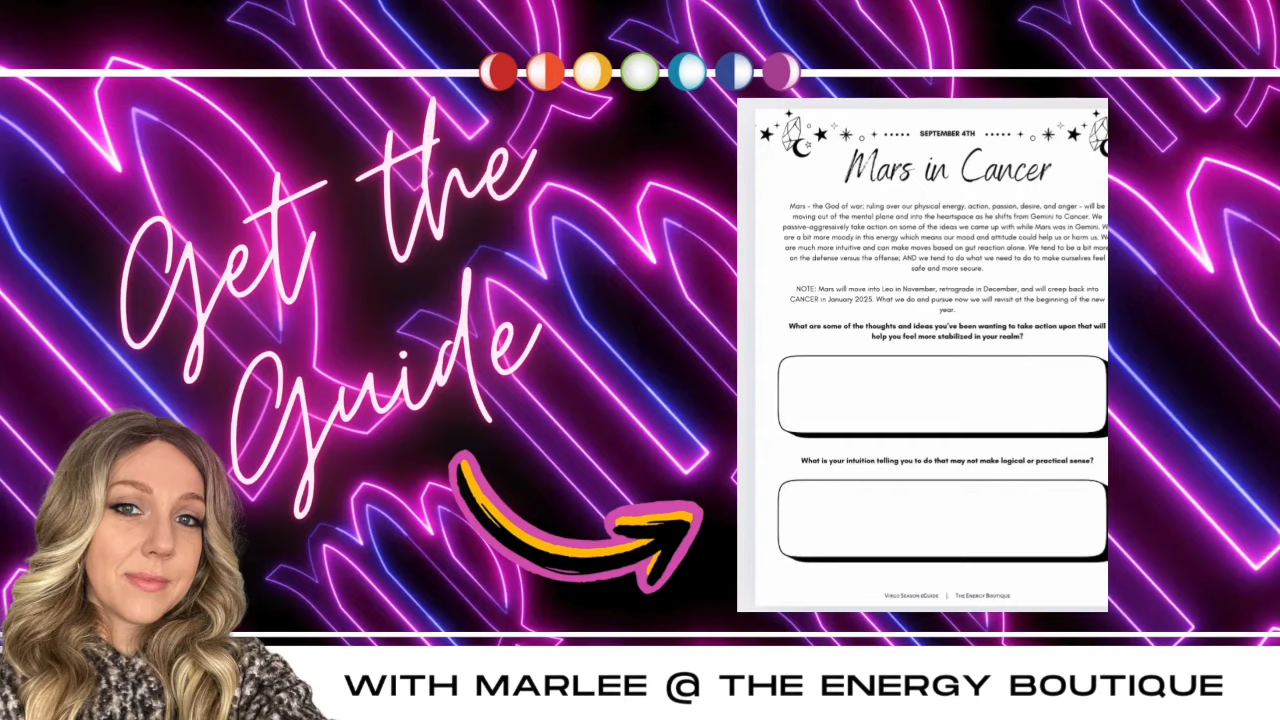 Get the
Guide
SEPTEMBER 4TH
Mars in Cancer
Mars - the God of war; ruling over our physical energy, action, passion, desire, and anger - will be
moving out of the mental plane and into the heartspace as he shifts from Gemini to Cancer. We
passive-aggressively take action on some of the ideas we came up with while Mars was in Gemini. W
are a bit more moody in this energy which means our mood and attitude could help us or harm us. W
are much more intuitive and can make moves based on gut reaction alone. We tend to be a bit more
on the defense versus the offense; AND we tend to do what we need to do to make ourselves feel
safe and more secure.
NOTE: Mars will move into Leo in November, retrograde in December, and will creep back into
CANCER in January 2025. What we do and pursue now we will revisit at the beginning of the new
year.
What are some of the thoughts and ideas you've been wanting to take action upon that will
help you feel more stabilized in your realm?
What is your intuition telling you to do that may not make logical or practical sense?
VIRGO SEASON EGUIDE | THE ENERGY BOUTIQUE
WITH MARLEE @ THE ENERGY BOUTIQUE